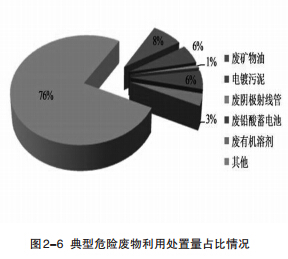 8%
6%
1%
6%
3%
76%
废矿物油
电镀污泥
废阴极射线管
废铅酸蓄电池
废有机溶剂
其他
图2-6 典型危险废物利用处置量占比情况